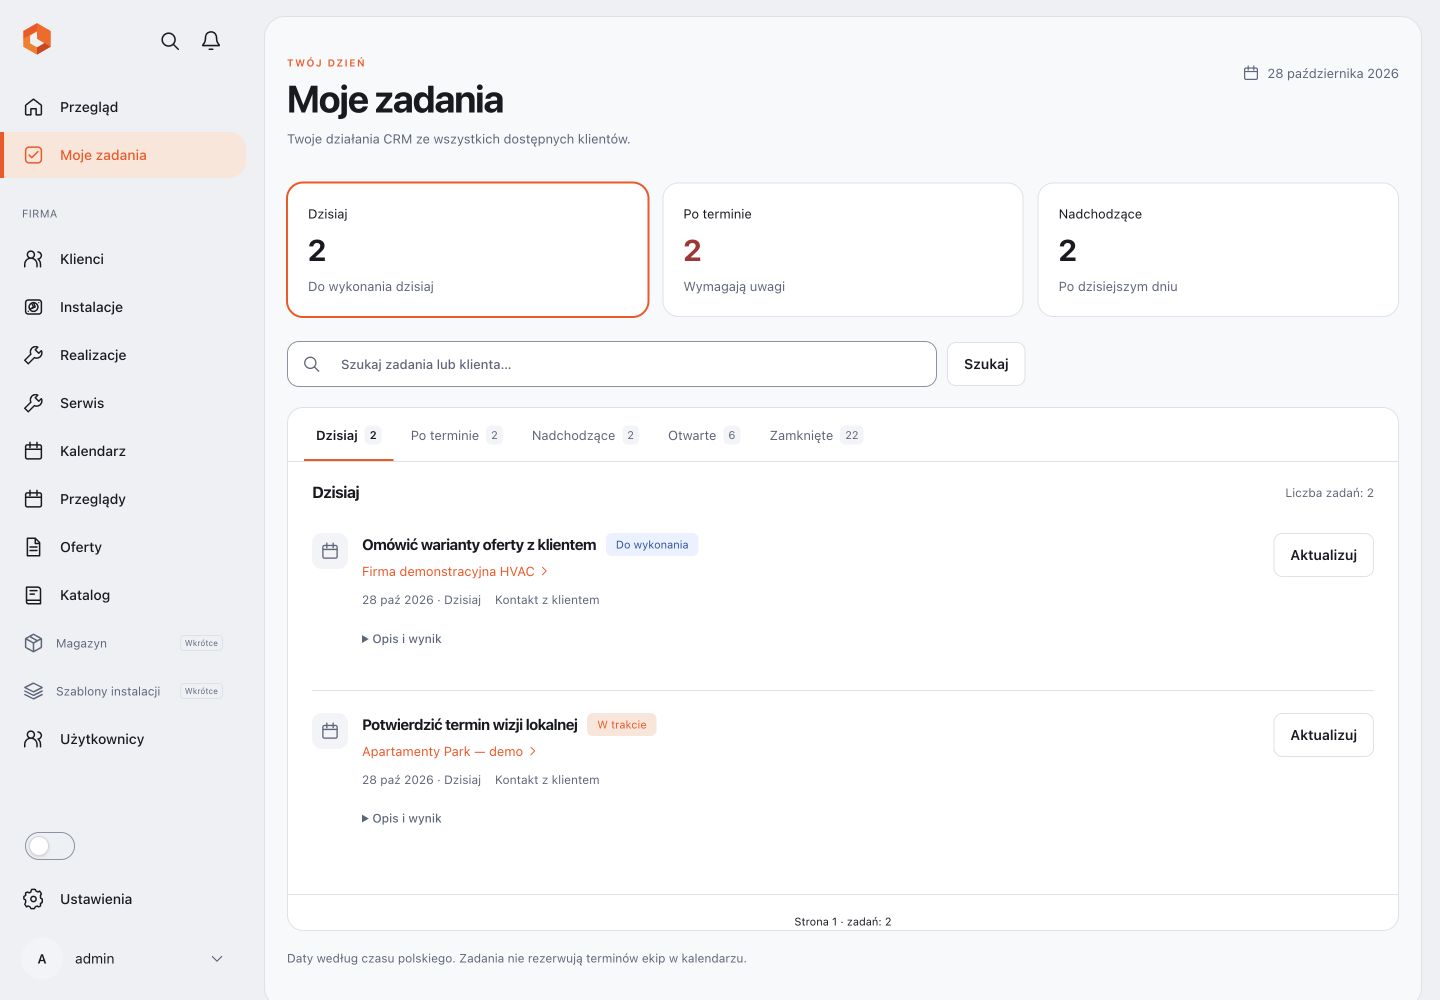 Przegląd
Moje zadania
FIRMA
Klienci
Instalacje
Realizacje
Serwis
Kalendarz
Przeglądy
Oferty
Katalog
Magazyn Wkrótce
Szablony instalacji Wkrótce
Użytkownicy
Ustawienia
A admin
TWÓJ DZIEŃ
28 października 2026
Moje zadania
Twoje działania CRM ze wszystkich dostępnych klientów.
Dzisiaj
2
Do wykonania dzisiaj
Po terminie
2
Wymagają uwagi
Nadchodzące
2
Po dzisiejszym dniu
Szukaj zadania lub klienta...
Szukaj
Dzisiaj 2 Po terminie 2 Nadchodzące 2 Otwarte 6 Zamknięte 22
Dzisiaj
Liczba zadań: 2
Omówić warianty oferty z klientem Do wykonania
Aktualizuj
Firma demonstracyjna HVAC
28 paź 2026 · Dzisiaj Kontakt z klientem
Opis i wynik
Potwierdzić termin wizji lokalnej W trakcie
Aktualizuj
Apartamenty Park — demo
28 paź 2026 · Dzisiaj Kontakt z klientem
Opis i wynik
Strona 1 · zadań: 2
Daty według czasu polskiego. Zadania nie rezerwują terminów ekip w kalendarzu.